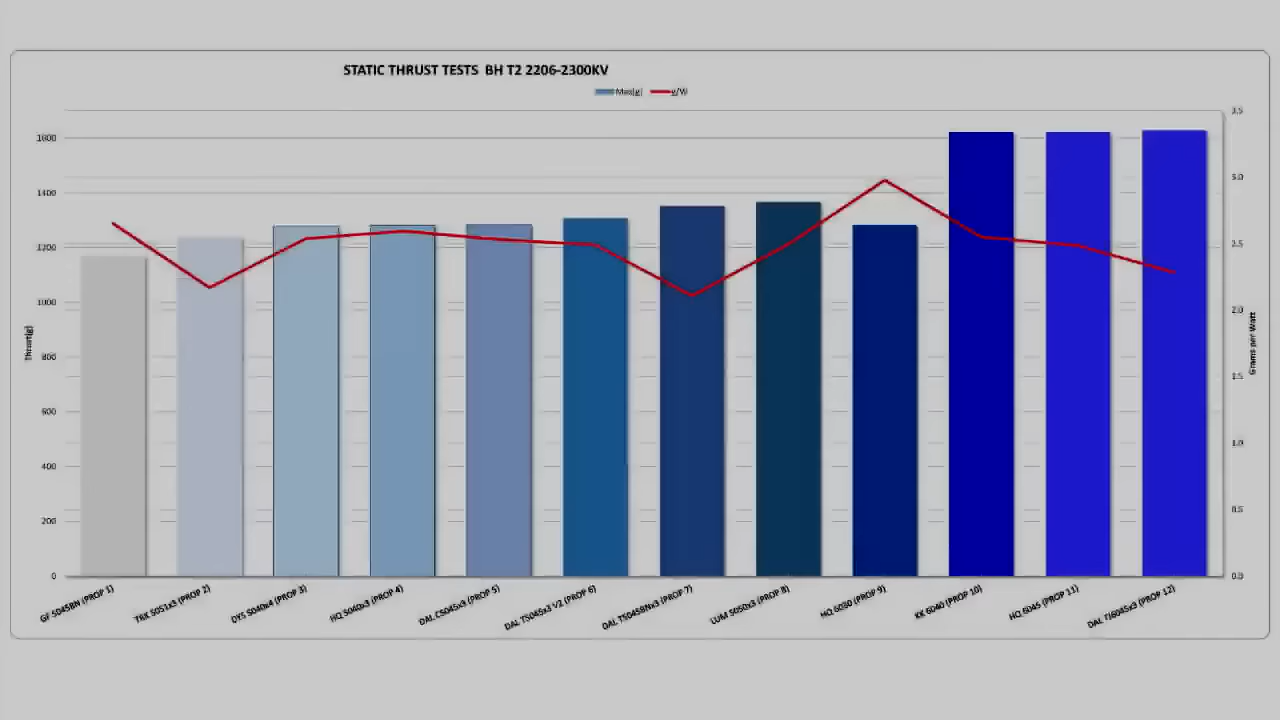 STATIC THRUST TESTS BH T2 2206-2300KV
Max(g) g/W
3.5
1600
3.0
1400
2.5
1200
2.0
1000
Thrust(g)
Grams per Watt
800
1.5
600
1.0
400
0.5
200
0
0.0
GF 5045BN (PROP 1)
TRX 5051x3 (PROP 2)
DYS 5040x4 (PROP 3)
HQ 5040x3 (PROP 4)
DAL C5045x3 (PROP 5)
DAL T5045x3 V2 (PROP 6)
DAL T5045BNx3 (PROP 7)
LUM 5050x3 (PROP 8)
HQ 6030 (PROP 9)
KK 6040 (PROP 10)
HQ 6045 (PROP 11)
DAL TJ6045x3 (PROP 12)